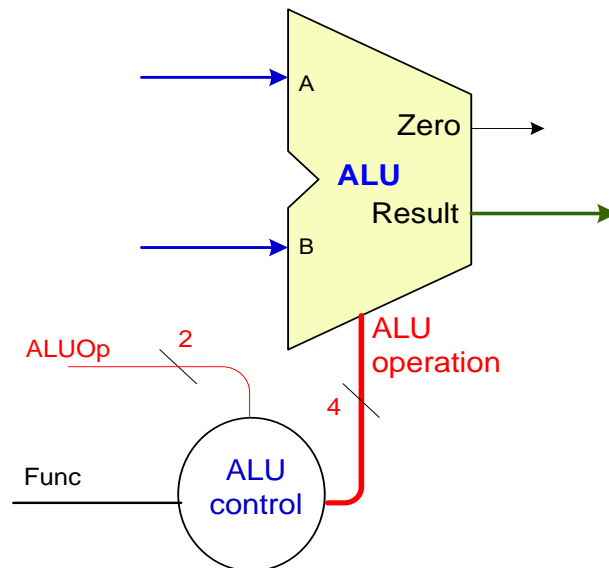 A
Zero
ALU
Result
B
ALUOp
2
ALU
operation
4
Func
ALU
control